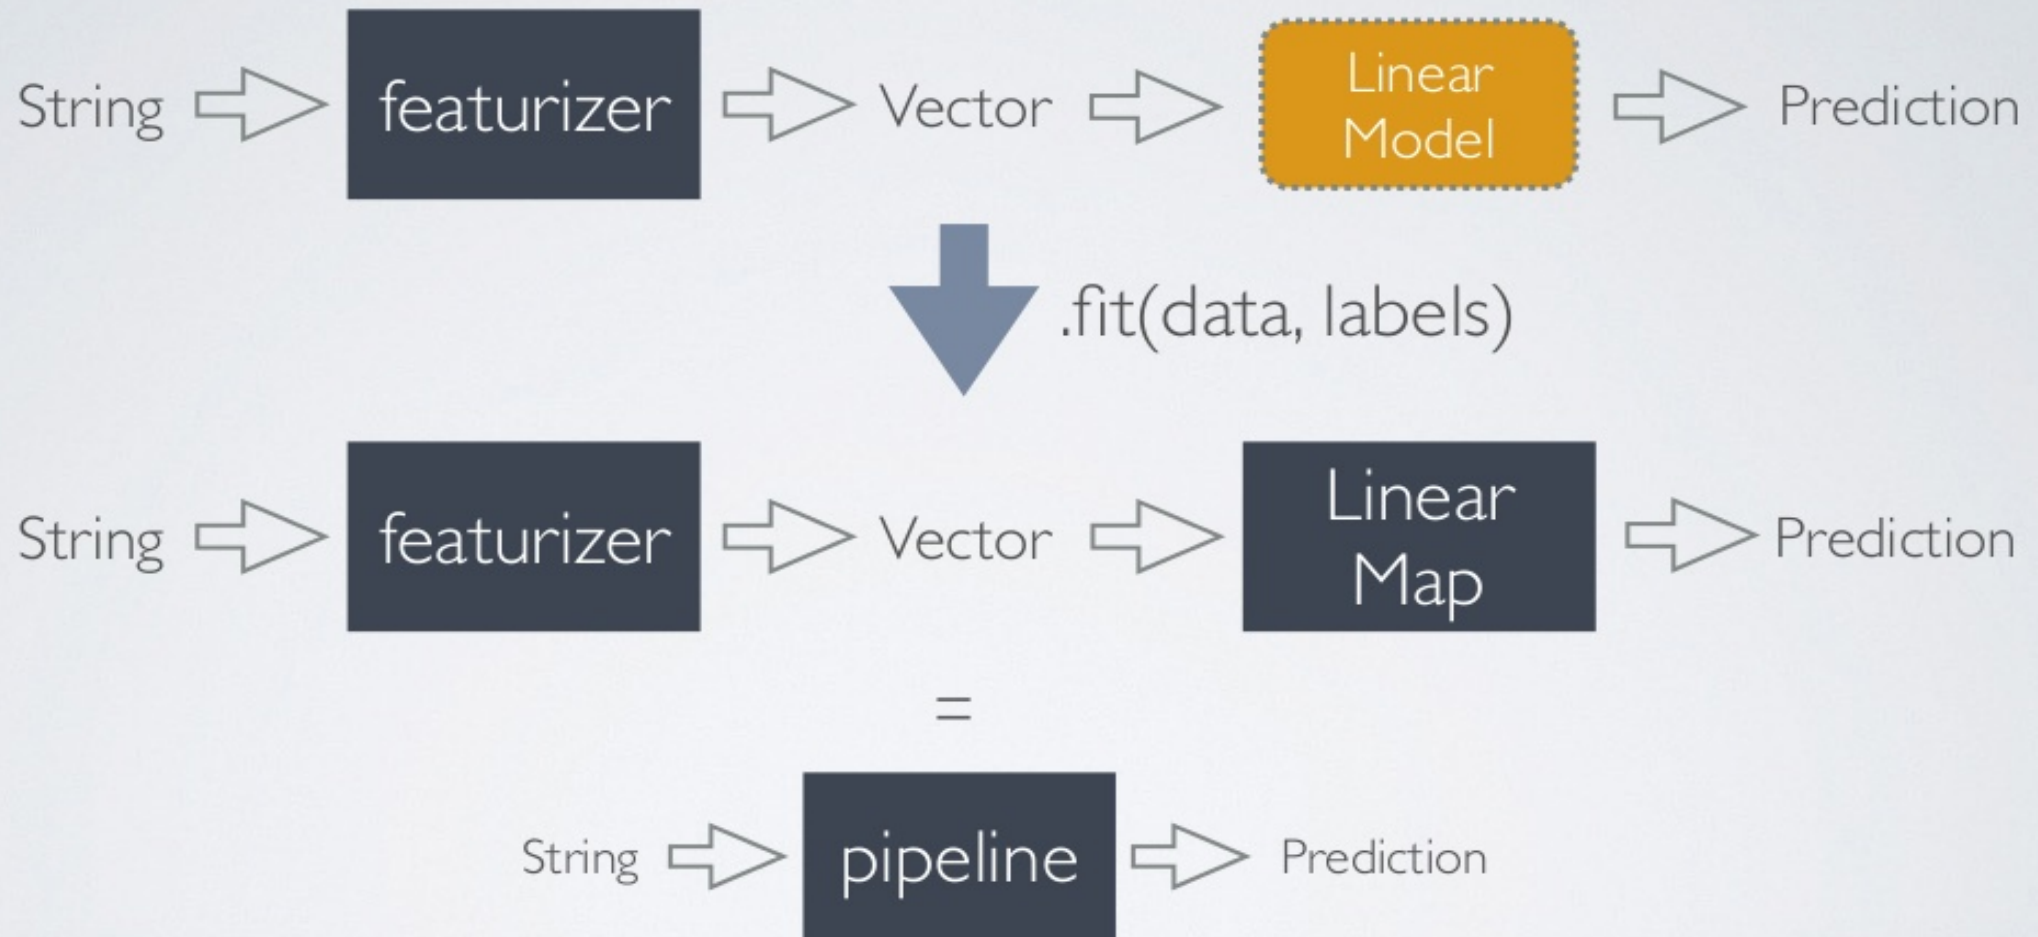 String featurizer Vector Linear Model Prediction
.fit(data, labels)
String featurizer Vector Linear Map Prediction
=
String pipeline Prediction